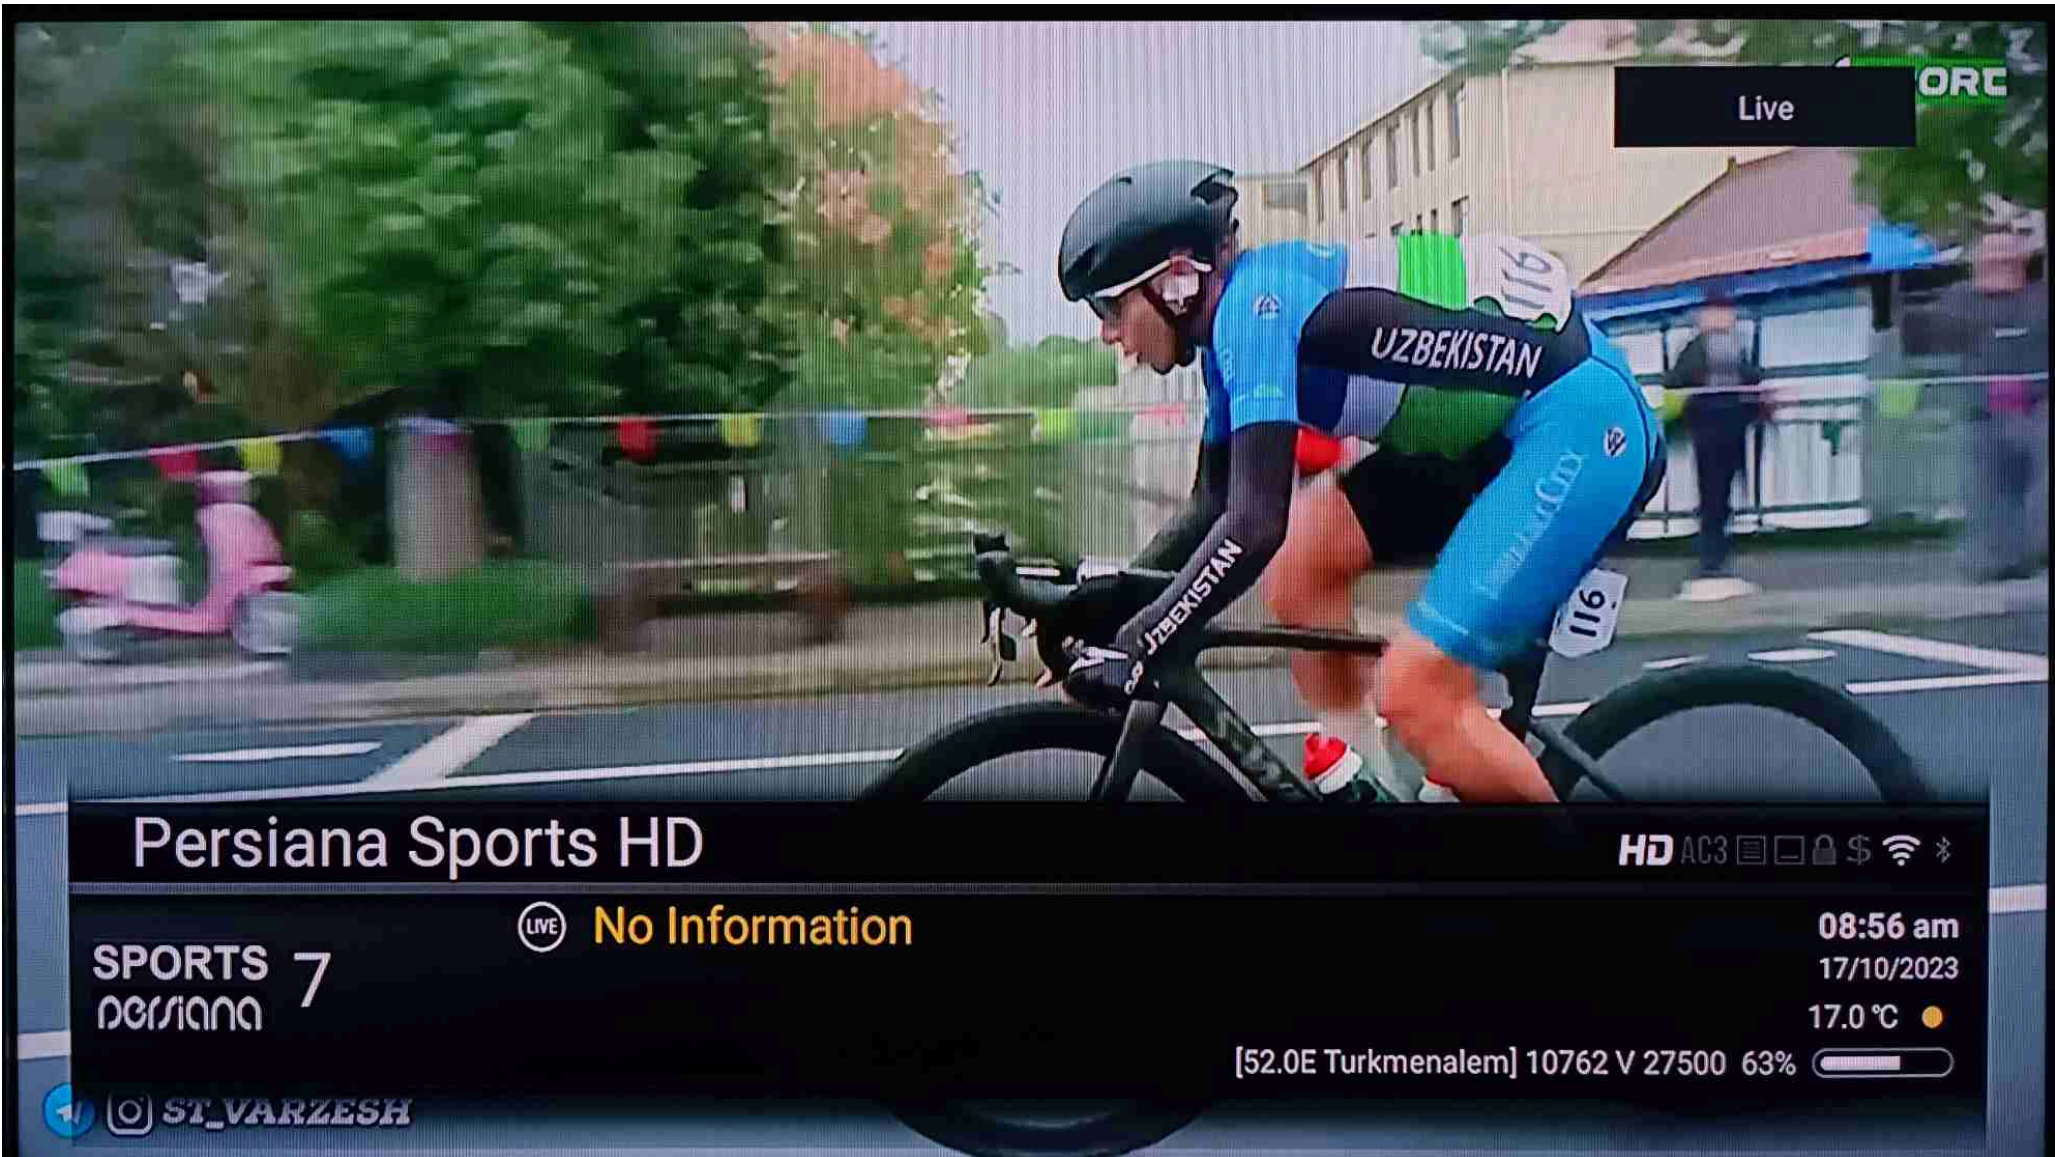 Live
116
UZBEKISTAN
UZBEKISTAN
116
Persiana Sports HD
HD AC3 $
SPORTS
persiana
7
LIVE No Information
08:56 am
17/10/2023
17.0 °C
[52.0E Turkmenalem] 10762 V 27500 63%
ST_VARZESH